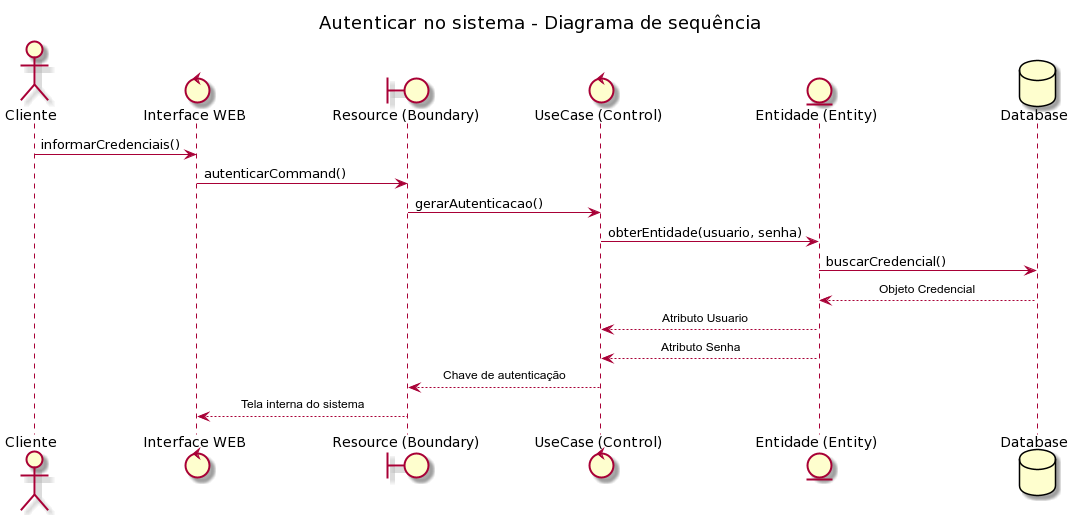 Autenticar no sistema - Diagrama de sequência
Cliente
Interface WEB
Resource (Boundary)
UseCase (Control)
Entidade (Entity)
Database
informarCredenciais()
autenticarCommand()
gerarAutenticacao()
obterEntidade(usuario, senha)
buscarCredencial()
Objeto Credencial
Atributo Usuario
Atributo Senha
Chave de autenticação
Tela interna do sistema
Cliente
Interface WEB
Resource (Boundary)
UseCase (Control)
Entidade (Entity)
Database